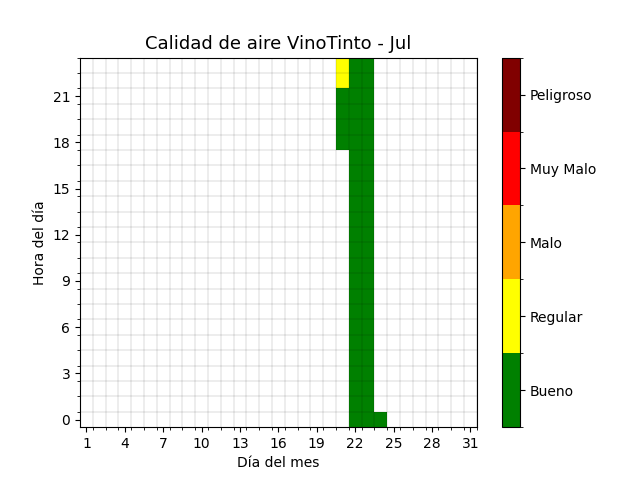 Calidad de aire VinoTinto - Jul
Hora del día
21
18
15
12
9
6
3
0
1 4 7 10 13 16 19 22 25 28 31
Día del mes
Peligroso
Muy Malo
Malo
Regular
Bueno